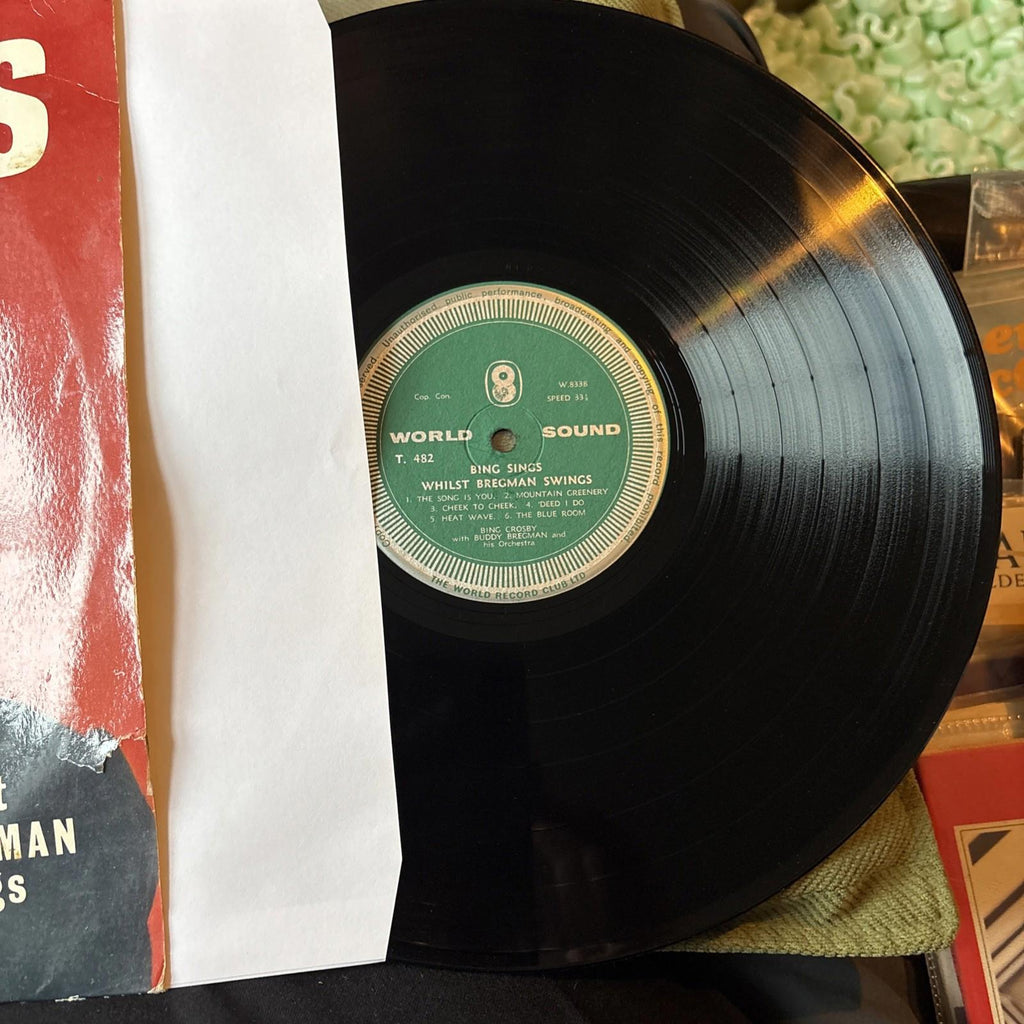 S
t
MAN
gs
served. Unauthorised public performance, broadcasting and copying of this record prohibited
Cop. Con.
W.8338
SPEED 33⅓
WORLD SOUND
T. 482
BING SINGS
WHILST BREGMAN SWINGS
1. THE SONG IS YOU. 2. MOUNTAIN GREENERY
3. CHEEK TO CHEEK. 4. 'DEED I DO
5. HEAT WAVE. 6. THE BLUE ROOM
BING CROSBY
with BUDDY BREGMAN and
his Orchestra
THE WORLD RECORD CLUB LTD